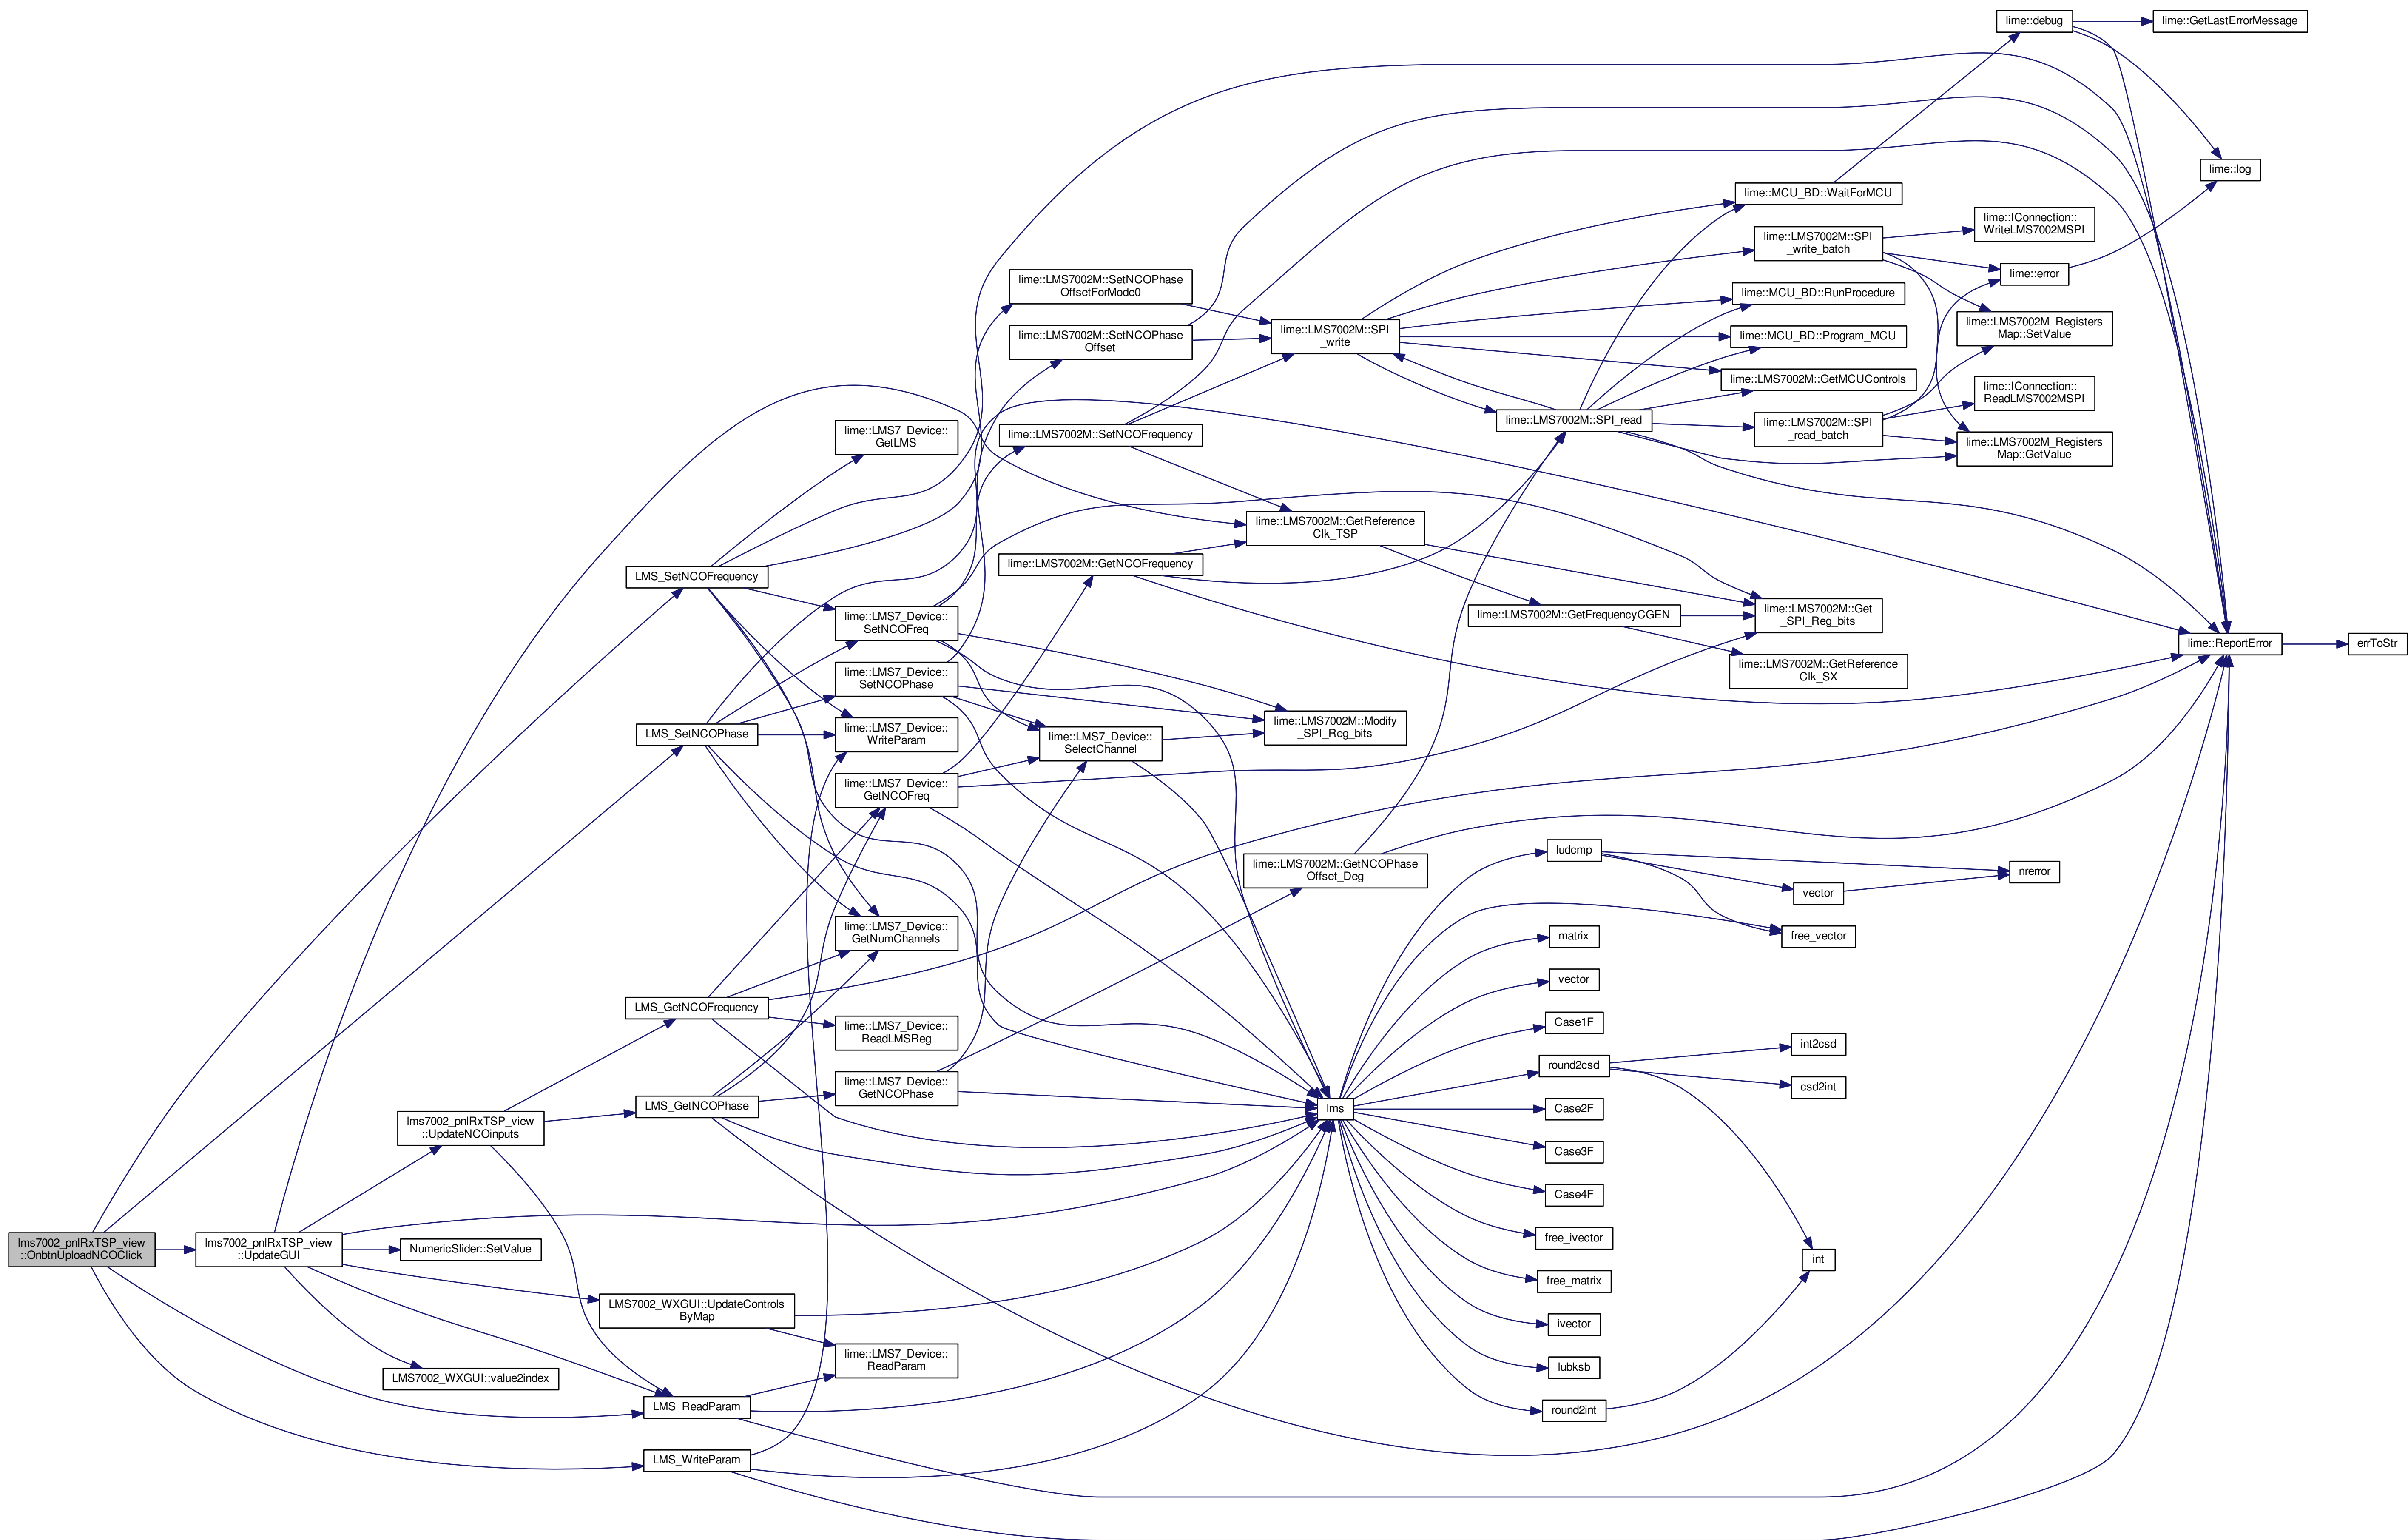 lime::debug
lime::GetLastErrorMessage
lime::log
lime::MCU_BD::WaitForMCU
lime::IConnection::
WriteLMS7002MSPI
lime::LMS7002M::SPI
_write_batch
lime::error
lime::LMS7002M::SetNCOPhase
OffsetForMode0
lime::MCU_BD::RunProcedure
lime::LMS7002M_Registers
Map::SetValue
lime::LMS7002M::SetNCOPhase
Offset
lime::LMS7002M::SPI
_write
lime::MCU_BD::Program_MCU
lime::LMS7002M::GetMCUControls
lime::IConnection::
ReadLMS7002MSPI
lime::LMS7_Device::
GetLMS
lime::LMS7002M::SetNCOFrequency
lime::LMS7002M::SPI_read
lime::LMS7002M::SPI
_read_batch
lime::LMS7002M_Registers
Map::GetValue
lime::LMS7002M::GetReference
Clk_TSP
lime::LMS7002M::GetNCOFrequency
LMS_SetNCOFrequency
lime::LMS7_Device::
SetNCOFreq
lime::LMS7002M::GetFrequencyCGEN
lime::LMS7002M::Get
_SPI_Reg_bits
lime::ReportError
errToStr
lime::LMS7002M::GetReference
Clk_SX
lime::LMS7_Device::
SetNCOPhase
LMS_SetNCOPhase
lime::LMS7_Device::
WriteParam
lime::LMS7_Device::
SelectChannel
lime::LMS7002M::Modify
_SPI_Reg_bits
lime::LMS7_Device::
GetNCOFreq
lime::LMS7002M::GetNCOPhase
Offset_Deg
ludcmp
nrerror
vector
lime::LMS7_Device::
GetNumChannels
matrix
free_vector
vector
LMS_GetNCOFrequency
lime::LMS7_Device::
ReadLMSReg
Case1F
int2csd
round2csd
csd2int
lime::LMS7_Device::
GetNCOPhase
LMS_GetNCOPhase
lms
Case2F
lms7002_pnlRxTSP_view
::UpdateNCOinputs
Case3F
Case4F
free_ivector
lms7002_pnlRxTSP_view
::OnbtnUploadNCOClick
lms7002_pnlRxTSP_view
::UpdateGUI
NumericSlider::SetValue
int
free_matrix
LMS7002_WXGUI::UpdateControls
ByMap
ivector
lime::LMS7_Device::
ReadParam
lubksb
LMS7002_WXGUI::value2index
LMS_ReadParam
round2int
LMS_WriteParam